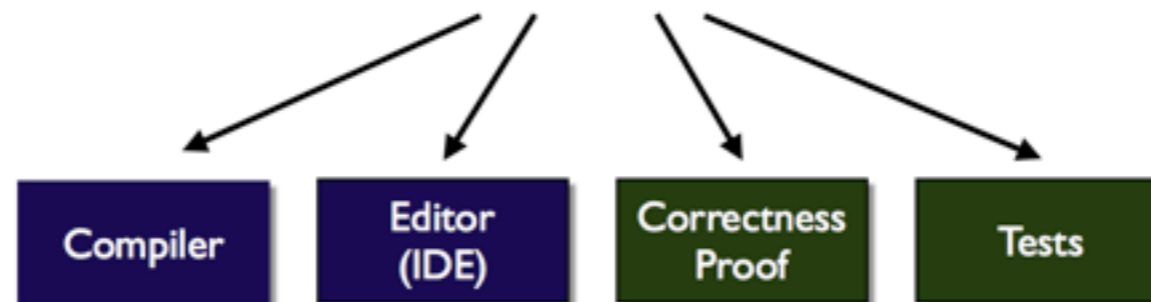 Compiler
Editor
(IDE)
Correctness
Proof
Tests